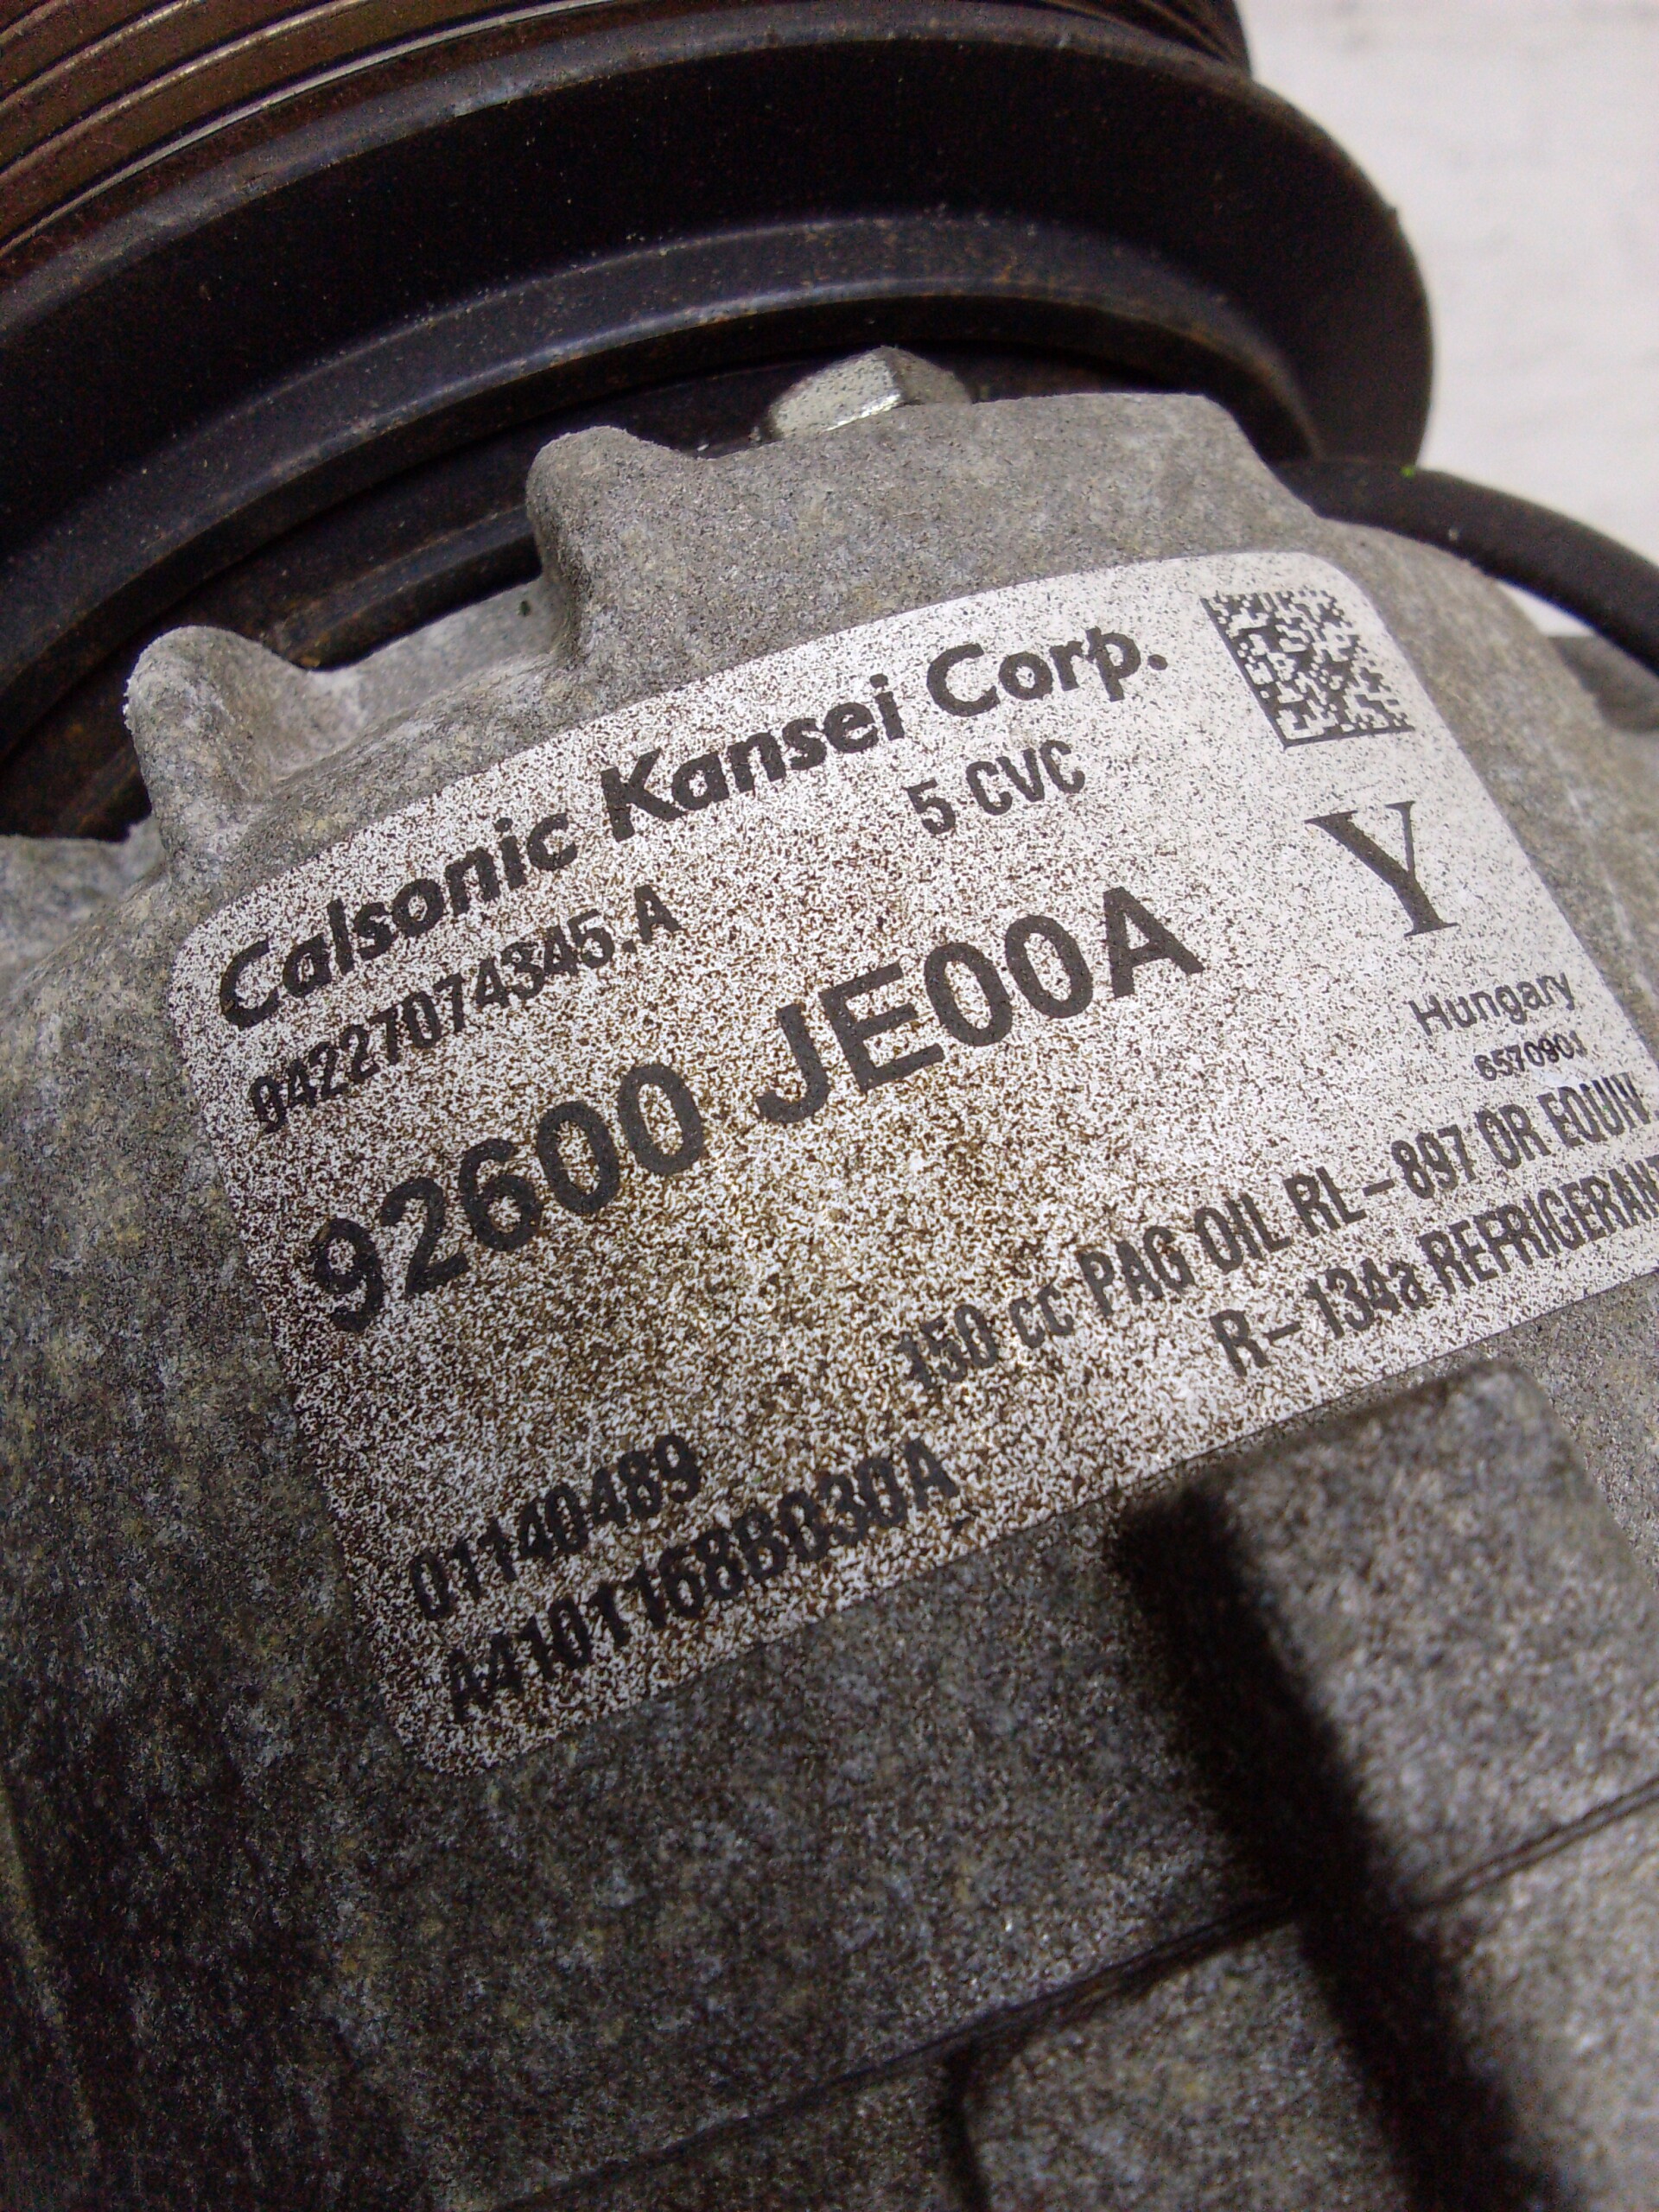 Calsonic Kansei Corp.
5 CVC
Y
04227074345.A
92600 JE00A
Hungary
6570901
150 cc PAG OIL RL-897 OR EQUIV.
R-134a REFRIGERANT
01140489
A4101168B030A